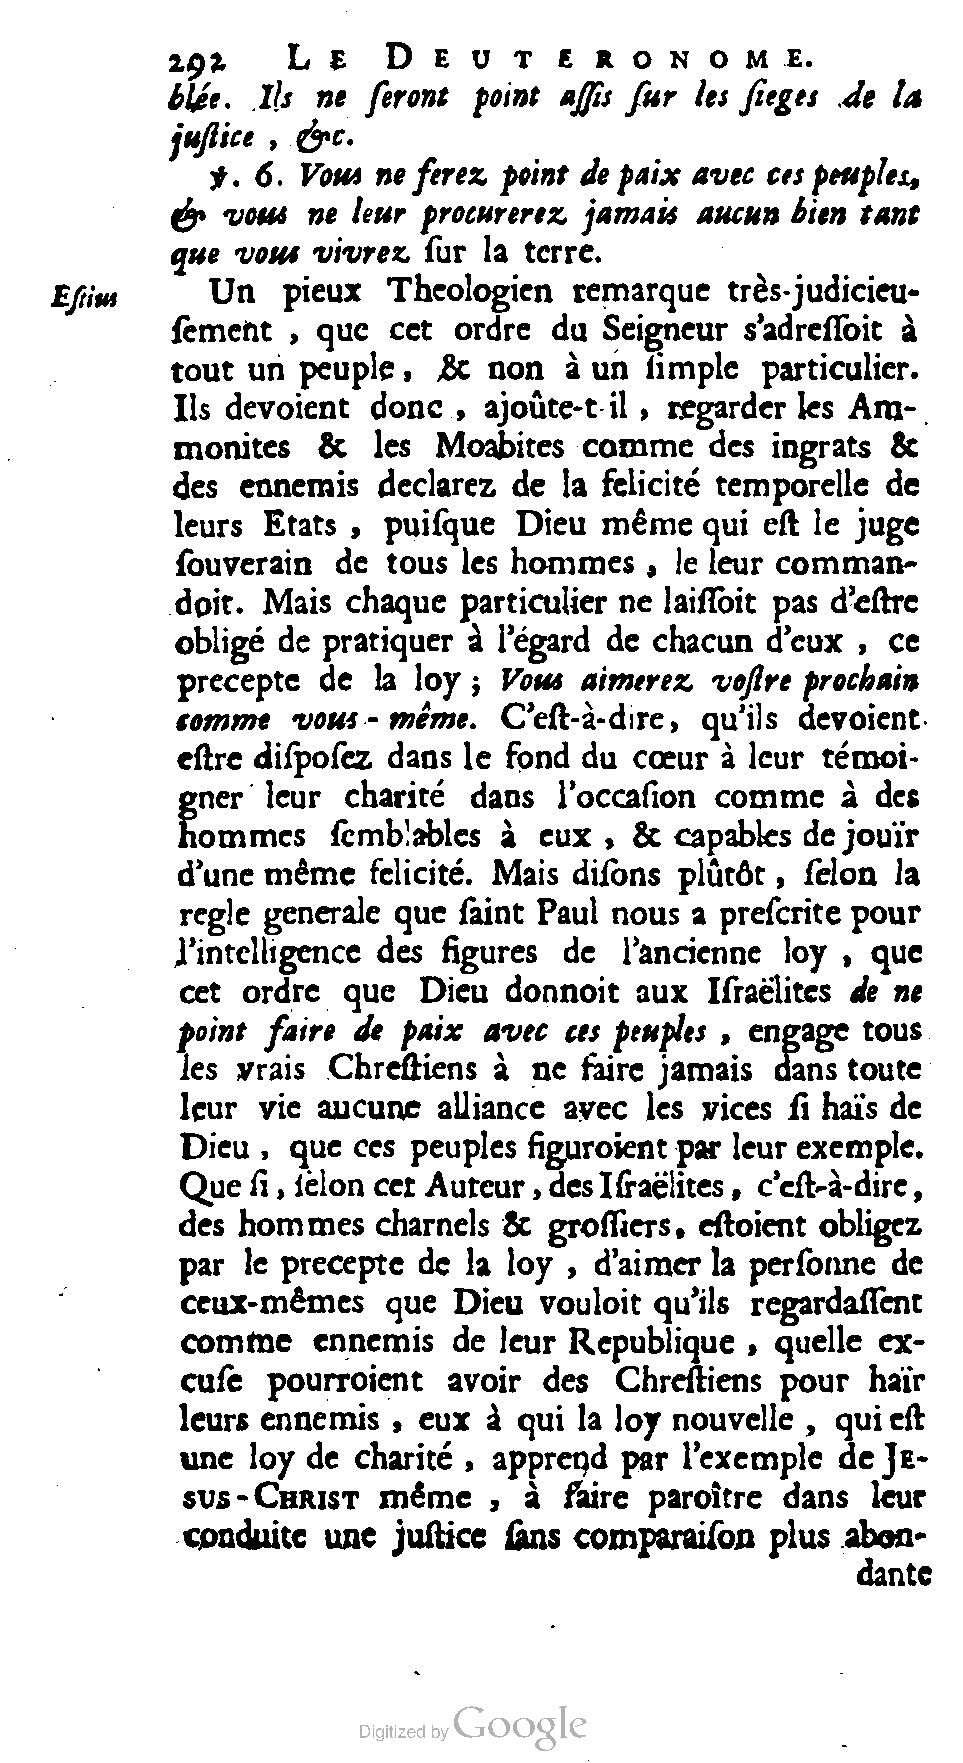 292 LE DEUTERONOME.
blée. Ils ne ſeront point aſſis ſur les ſieges de la
juſtice, &c.
℣. 6. Vous ne ferez point de paix avec ces peuples,
& vous ne leur procurerez jamais aucun bien tant
que vous vivrez ſur la terre.
Eſtius
Un pieux Theologien remarque très-judicieu-
ſement, que cet ordre du Seigneur s'adreſſoit à
tout un peuple, & non à un ſimple particulier.
Ils devoient donc, ajoûte-t-il, regarder les Am-
monites & les Moabites comme des ingrats &
des ennemis declarez de la felicité temporelle de
leurs Etats, puiſque Dieu même qui eſt le juge
ſouverain de tous les hommes, le leur comman-
doit. Mais chaque particulier ne laiſſoit pas d'eſtre
obligé de pratiquer à l'égard de chacun d'eux, ce
precepte de la loy; Vous aimerez voſtre prochain
comme vous-même. C'eſt-à-dire, qu'ils devoient
eſtre diſpoſez dans le fond du cœur à leur témoi-
gner leur charité dans l'occaſion comme à des
hommes ſemblables à eux, & capables de jouïr
d'une même felicité. Mais diſons plûtôt, ſelon la
regle generale que ſaint Paul nous a preſcrite pour
l'intelligence des figures de l'ancienne loy, que
cet ordre que Dieu donnoit aux Iſraëlites de ne
point faire de paix avec ces peuples, engage tous
les vrais Chreſtiens à ne faire jamais dans toute
leur vie aucune alliance avec les vices ſi haïs de
Dieu, que ces peuples figuroient par leur exemple.
Que ſi, ſelon cet Auteur, des Iſraëlites, c'eſt-à-dire,
des hommes charnels & groſſiers, eſtoient obligez
par le precepte de la loy, d'aimer la perſonne de
ceux-mêmes que Dieu vouloit qu'ils regardaſſent
comme ennemis de leur Republique, quelle ex-
cuſe pourroient avoir des Chreſtiens pour haïr
leurs ennemis, eux à qui la loy nouvelle, qui eſt
une loy de charité, apprend par l'exemple de JE-
SUS-CHRIST même, à faire paroître dans leur
conduite une juſtice ſans comparaiſon plus abon-
dante
Digitized by Google